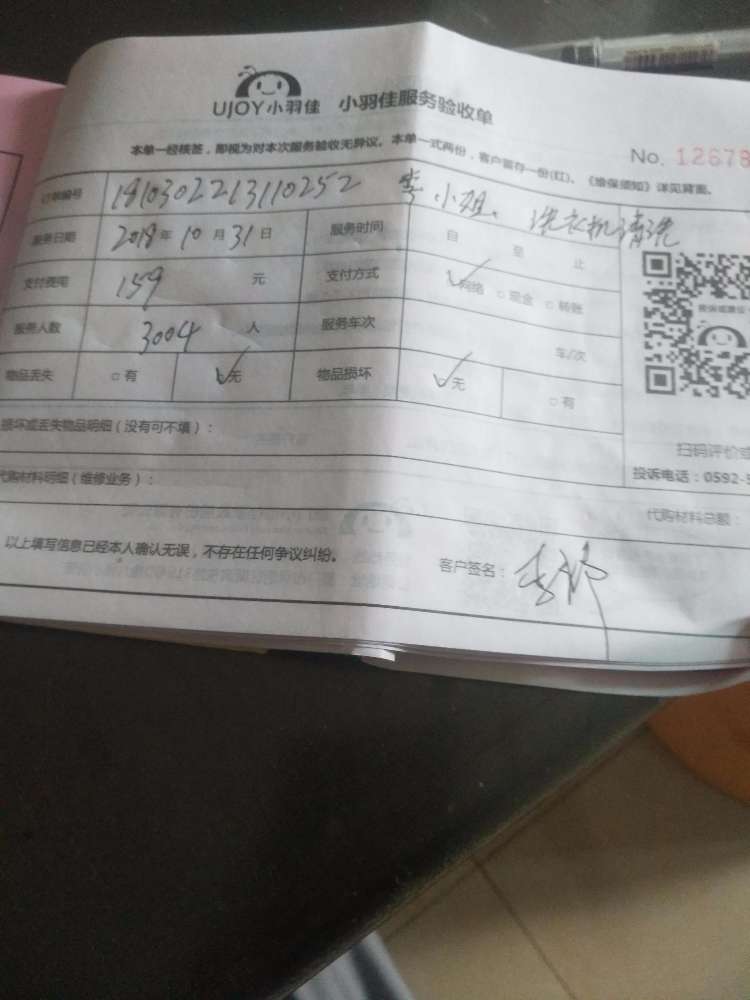 UJOY小羽佳 小羽佳服务验收单
本单一经核签，即视为对本次服务验收无异议。本单一式两份，客户留存一份(红)、《维保须知》详见背面。
No. 12678
订单编号 1810302213110252 李小姐、洗衣机清洗
服务日期 2018年10月31日 服务时间 自 至 止
支付费用 159 元 支付方式 网络 □现金 □转账
服务人数 3004 人 服务车次 车/次
物品丢失 □有 ✓无 物品损坏 ✓无 □有
损坏或丢失物品明细（没有可不填）：
扫码评价或
投诉电话：0592-5
代购材料明细（维修业务）：
代购材料总额：
以上填写信息已经本人确认无误，不存在任何争议纠纷。 客户签名：